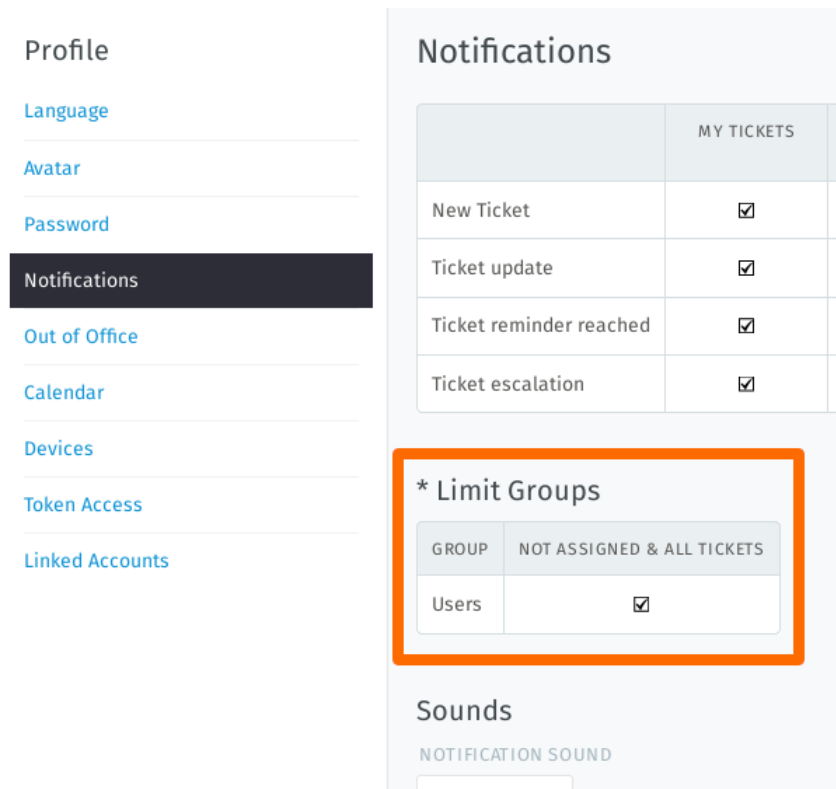 Profile
Language
Avatar
Password
Notifications
Out of Office
Calendar
Devices
Token Access
Linked Accounts
Notifications
MY TICKETS
New Ticket
Ticket update
Ticket reminder reached
Ticket escalation
* Limit Groups
GROUP NOT ASSIGNED & ALL TICKETS
Users
Sounds
NOTIFICATION SOUND